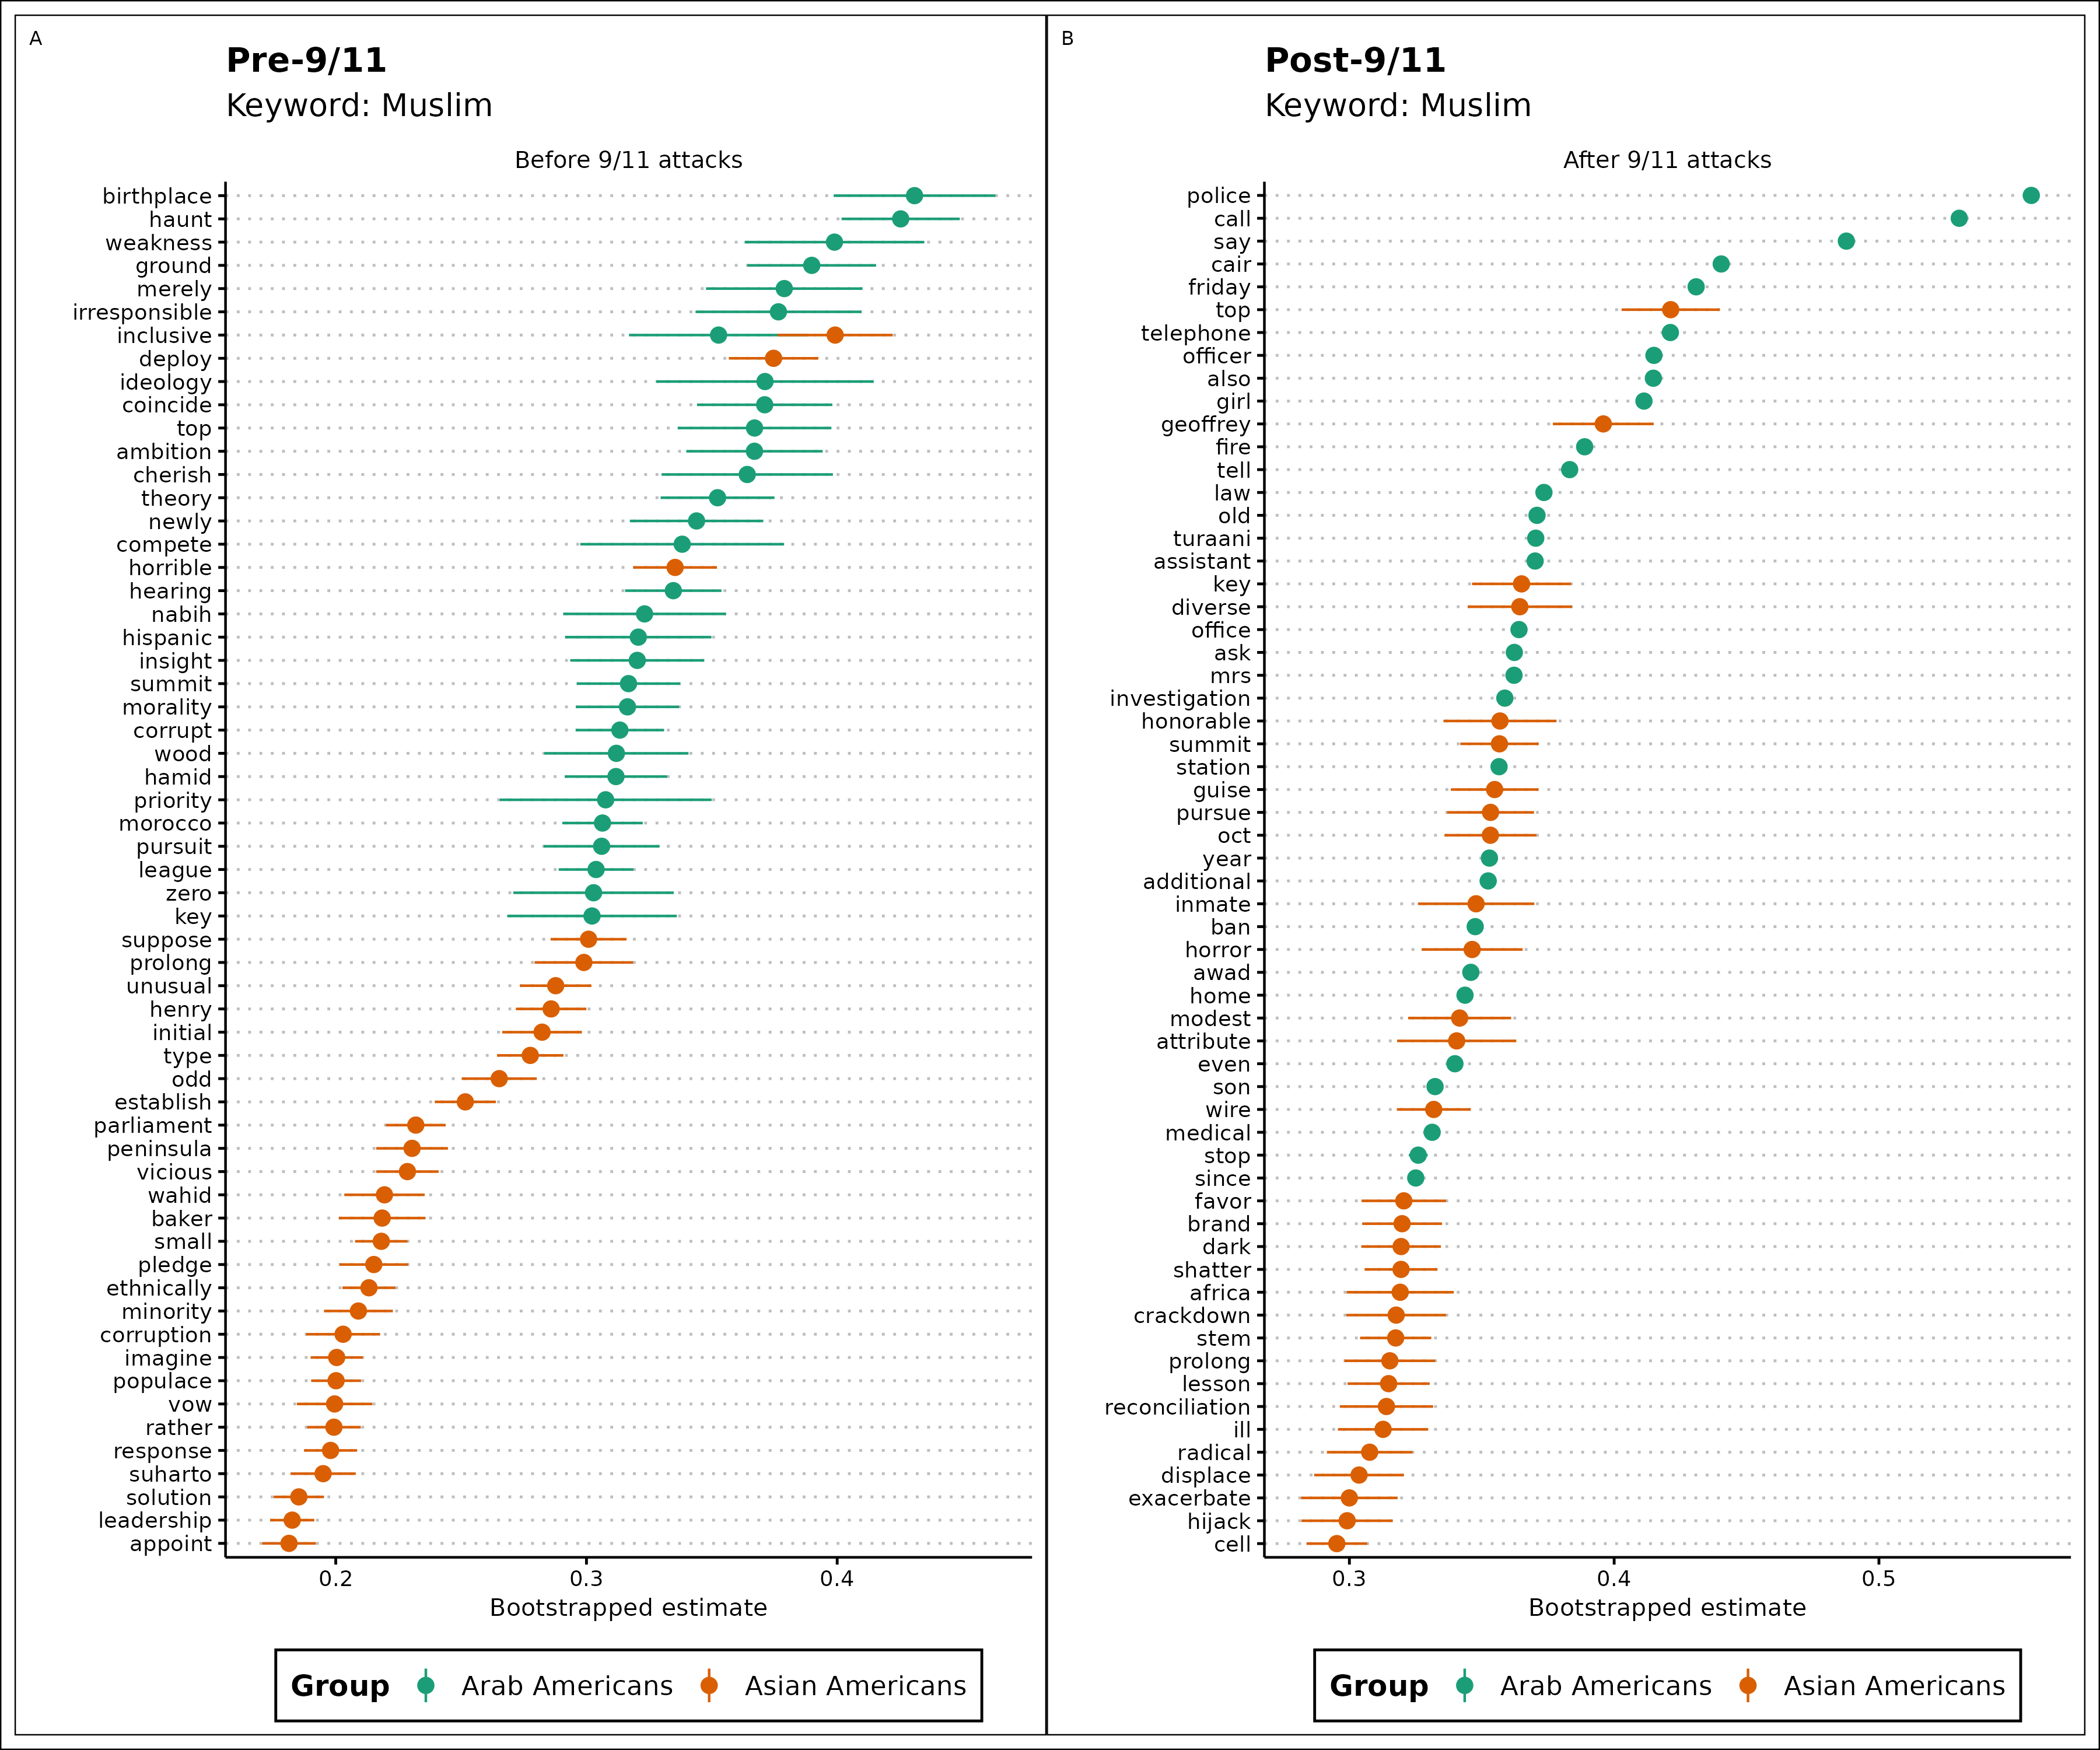 A
Pre-9/11
Keyword: Muslim
Before 9/11 attacks
birthplace
haunt
weakness
ground
merely
irresponsible
inclusive
deploy
ideology
coincide
top
ambition
cherish
theory
newly
compete
horrible
hearing
nabih
hispanic
insight
summit
morality
corrupt
wood
hamid
priority
morocco
pursuit
league
zero
key
suppose
prolong
unusual
henry
initial
type
odd
establish
parliament
peninsula
vicious
wahid
baker
small
pledge
ethnically
minority
corruption
imagine
populace
vow
rather
response
suharto
solution
leadership
appoint
0.2 0.3 0.4
Bootstrapped estimate
Group Arab Americans Asian Americans
B
Post-9/11
Keyword: Muslim
After 9/11 attacks
police
call
say
cair
friday
top
telephone
officer
also
girl
geoffrey
fire
tell
law
old
turaani
assistant
key
diverse
office
ask
mrs
investigation
honorable
summit
station
guise
pursue
oct
year
additional
inmate
ban
horror
awad
home
modest
attribute
even
son
wire
medical
stop
since
favor
brand
dark
shatter
africa
crackdown
stem
prolong
lesson
reconciliation
ill
radical
displace
exacerbate
hijack
cell
0.3 0.4 0.5
Bootstrapped estimate
Group Arab Americans Asian Americans